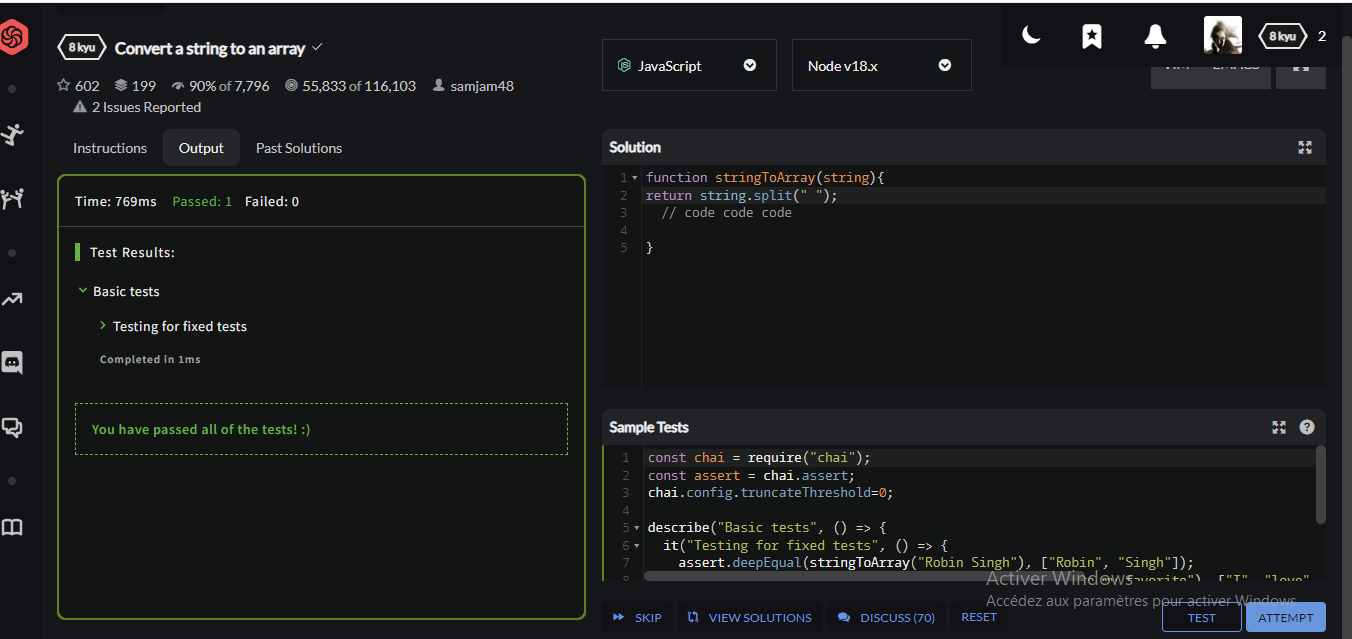 8 kyu Convert a string to an array
8 kyu 2
602 199 90% of 7,796 55,833 of 116,103 samjam48
2 Issues Reported
JavaScript
Node v18.x
VIM EMACS
Instructions Output Past Solutions
Time: 769ms Passed: 1 Failed: 0
Test Results:
Basic tests
Testing for fixed tests
Completed in 1ms
You have passed all of the tests! :)
Solution
1 function stringToArray(string){
2 return string.split(" ");
3 // code code code
4
5 }
Sample Tests
1 const chai = require("chai");
2 const assert = chai.assert;
3 chai.config.truncateThreshold=0;
4
5 describe("Basic tests", () => {
6 it("Testing for fixed tests", () => {
7 assert.deepEqual(stringToArray("Robin Singh"), ["Robin", "Singh"]);
8 favorite"), ["I", "love",
Activer Windows
Accédez aux paramètres pour activer Windows.
SKIP VIEW SOLUTIONS DISCUSS (70) RESET TEST ATTEMPT